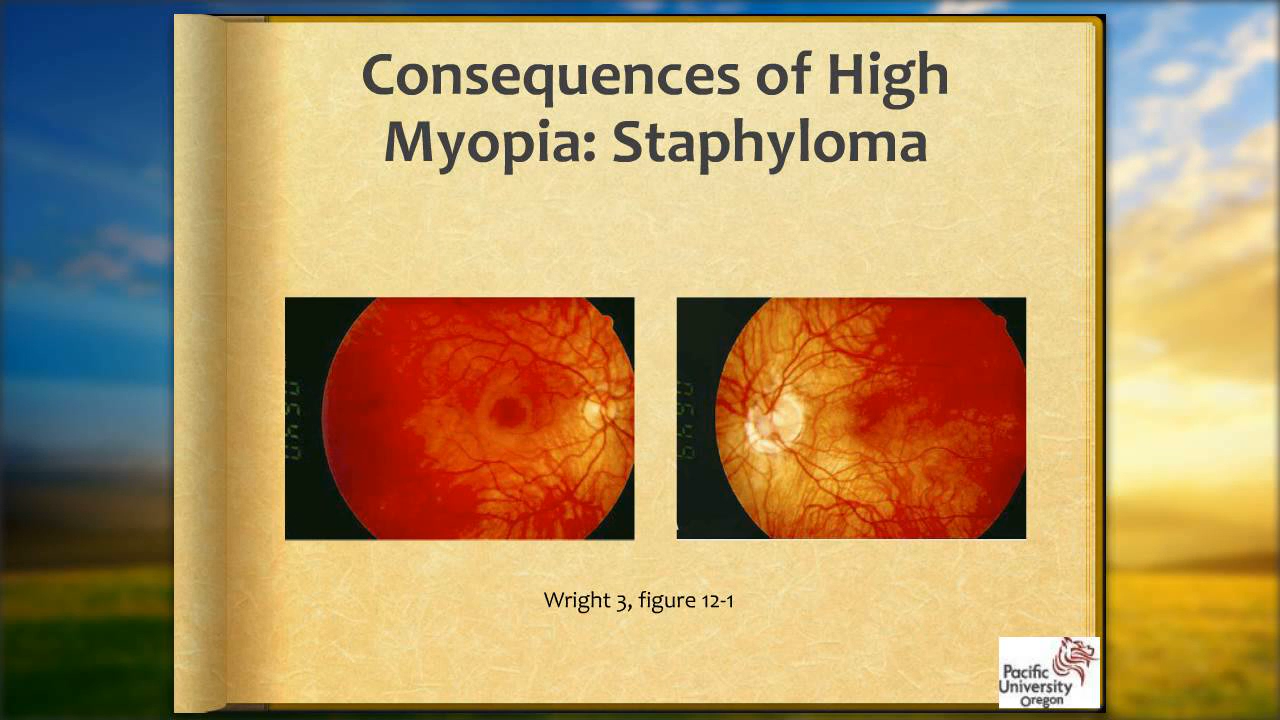 Consequences of High
Myopia: Staphyloma
Wright 3, figure 12-1
Pacific
University
Oregon